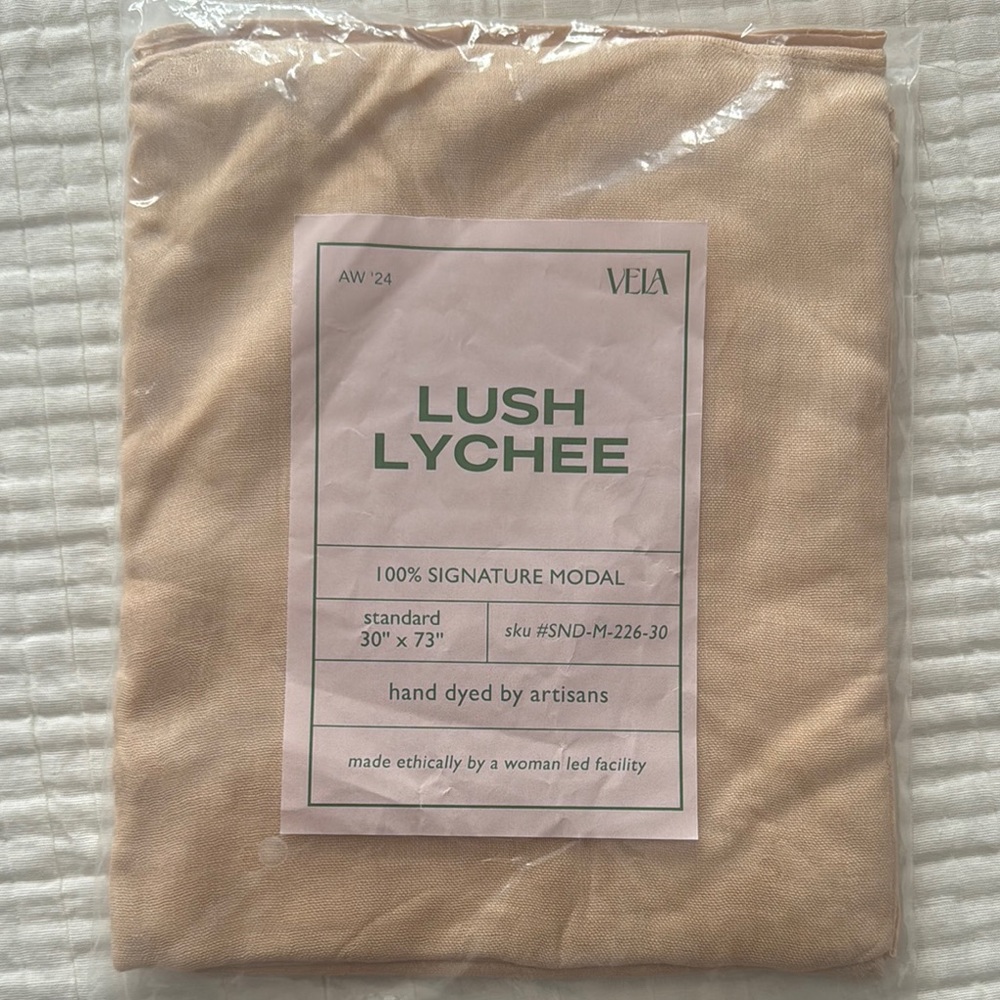 AW '24
VELA
LUSH
LYCHEE
100% SIGNATURE MODAL
standard
30" x 73"
sku #SND-M-226-30
hand dyed by artisans
made ethically by a woman led facility